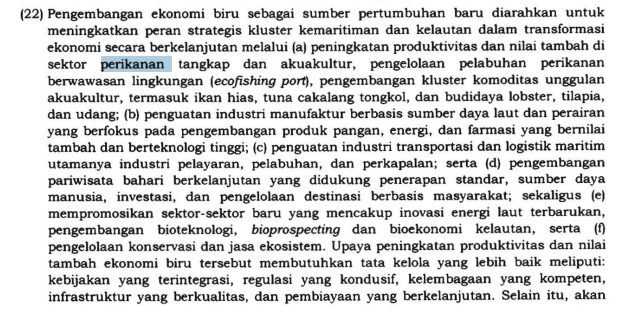 (22) Pengembangan ekonomi biru sebagai sumber pertumbuhan baru diarahkan untuk
meningkatkan peran strategis kluster kemaritiman dan kelautan dalam transformasi
ekonomi secara berkelanjutan melalui (a) peningkatan produktivitas dan nilai tambah di
sektor perikanan tangkap dan akuakultur, pengelolaan pelabuhan perikanan
berwawasan lingkungan (ecofishing port), pengembangan kluster komoditas unggulan
akuakultur, termasuk ikan hias, tuna cakalang tongkol, dan budidaya lobster, tilapia,
dan udang; (b) penguatan industri manufaktur berbasis sumber daya laut dan perairan
yang berfokus pada pengembangan produk pangan, energi, dan farmasi yang bernilai
tambah dan berteknologi tinggi; (c) penguatan industri transportasi dan logistik maritim
utamanya industri pelayaran, pelabuhan, dan perkapalan; serta (d) pengembangan
pariwisata bahari berkelanjutan yang didukung penerapan standar, sumber daya
manusia, investasi, dan pengelolaan destinasi berbasis masyarakat; sekaligus (e)
mempromosikan sektor-sektor baru yang mencakup inovasi energi laut terbarukan,
pengembangan bioteknologi, bioprospecting dan bioekonomi kelautan, serta (f)
pengelolaan konservasi dan jasa ekosistem. Upaya peningkatan produktivitas dan nilai
tambah ekonomi biru tersebut membutuhkan tata kelola yang lebih baik meliputi:
kebijakan yang terintegrasi, regulasi yang kondusif, kelembagaan yang kompeten,
infrastruktur yang berkualitas, dan pembiayaan yang berkelanjutan. Selain itu, akan